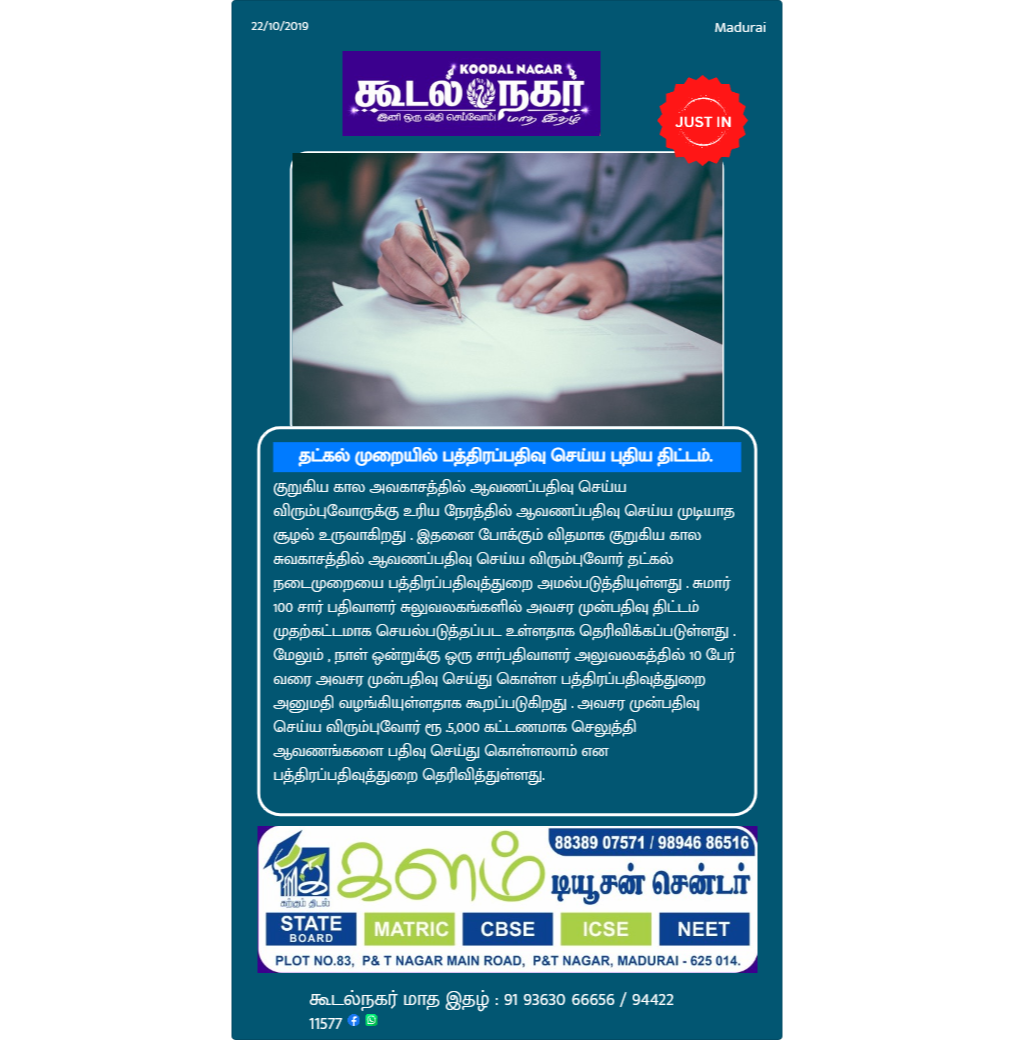 22/10/2019
Madurai
KOODAL NAGAR
கூடல் நகர்
இனி ஒரு விதி செய்வோம்! மாத இதழ்
JUST IN
தட்கல் முறையில் பத்திரப்பதிவு செய்ய புதிய திட்டம்.
குறுகிய கால அவகாசத்தில் ஆவணப்பதிவு செய்ய
விரும்புவோருக்கு உரிய நேரத்தில் ஆவணப்பதிவு செய்ய முடியாத
சூழல் உருவாகிறது . இதனை போக்கும் விதமாக குறுகிய கால
சுவகாசத்தில் ஆவணப்பதிவு செய்ய விரும்புவோர் தட்கல்
நடைமுறையை பத்திரப்பதிவுத்துறை அமல்படுத்தியுள்ளது . சுமார்
100 சார் பதிவாளர் சுலுவலகங்களில் அவசர முன்பதிவு திட்டம்
முதற்கட்டமாக செயல்படுத்தப்பட உள்ளதாக தெரிவிக்கப்படுள்ளது .
மேலும் , நாள் ஒன்றுக்கு ஒரு சார்பதிவாளர் அலுவலகத்தில் 10 பேர்
வரை அவசர முன்பதிவு செய்து கொள்ள பத்திரப்பதிவுத்துறை
அனுமதி வழங்கியுள்ளதாக கூறப்படுகிறது . அவசர முன்பதிவு
செய்ய விரும்புவோர் ரூ .5,000 கட்டணமாக செலுத்தி
ஆவணங்களை பதிவு செய்து கொள்ளலாம் என
பத்திரப்பதிவுத்துறை தெரிவித்துள்ளது.
88389 07571 / 98946 86516
களம்
டியூசன் சென்டர்
கற்கும் திடல்
STATE BOARD
MATRIC
CBSE
ICSE
NEET
PLOT NO.83, P& T NAGAR MAIN ROAD, P&T NAGAR, MADURAI - 625 014.
கூடல்நகர் மாத இதழ் : 91 93630 66656 / 94422
11577